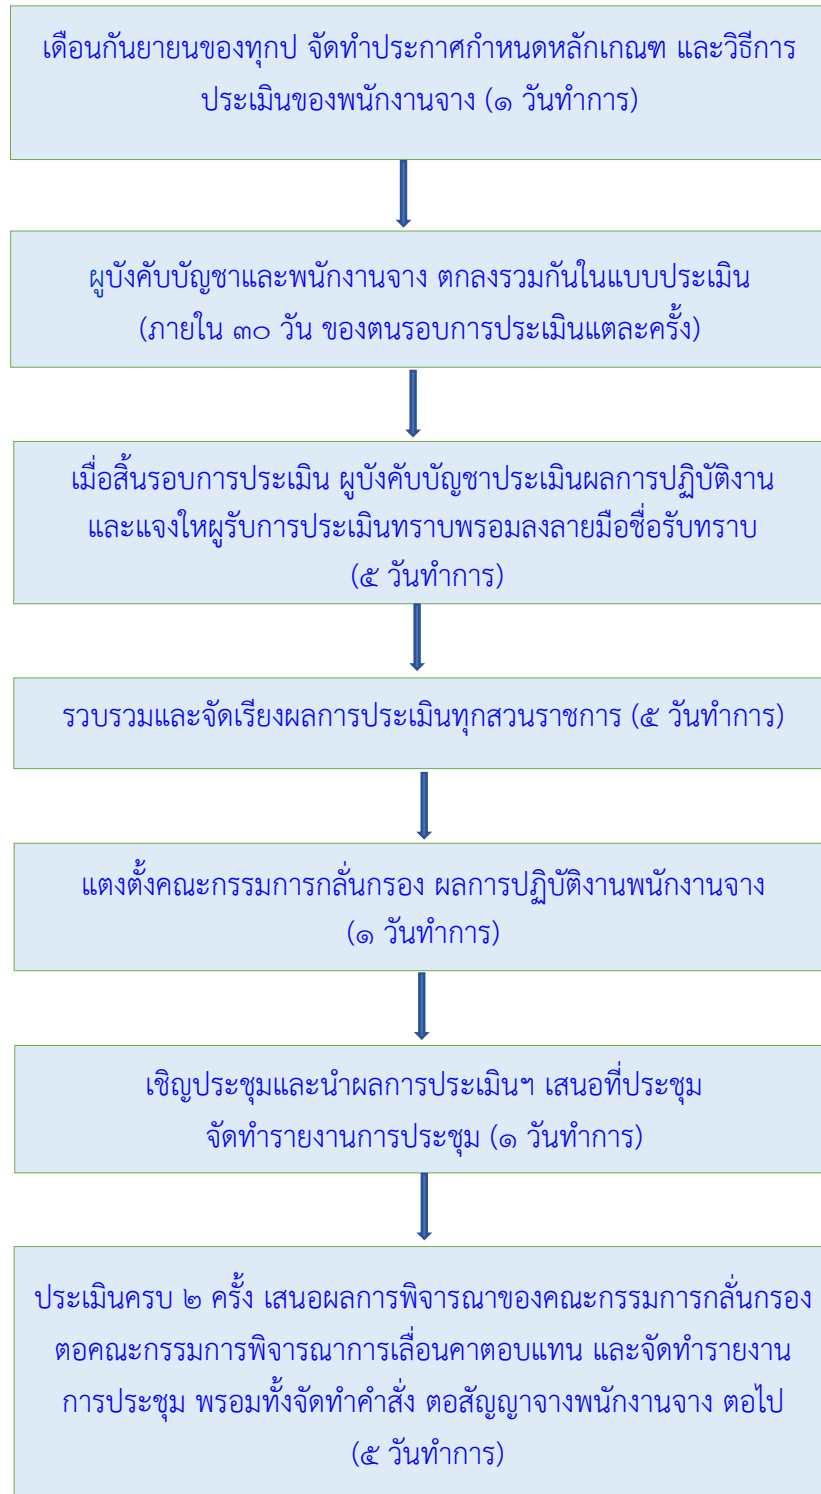 เดือนกันยายนของทุกป จัดทำประกาศกำหนดหลักเกณฑ และวิธีการ
ประเมินของพนักงานจาง (๑ วันทำการ)
ผูบังคับบัญชาและพนักงานจาง ตกลงรวมกันในแบบประเมิน
(ภายใน ๓๐ วัน ของตนรอบการประเมินแตละครั้ง)
เมื่อสิ้นรอบการประเมิน ผูบังคับบัญชาประเมินผลการปฏิบัติงาน
และแจงใหผูรับการประเมินทราบพรอมลงลายมือชื่อรับทราบ
(๕ วันทำการ)
รวบรวมและจัดเรียงผลการประเมินทุกสวนราชการ (๕ วันทำการ)
แตงตั้งคณะกรรมการกลั่นกรอง ผลการปฏิบัติงานพนักงานจาง
(๑ วันทำการ)
เชิญประชุมและนำผลการประเมินฯ เสนอที่ประชุม
จัดทำรายงานการประชุม (๑ วันทำการ)
ประเมินครบ ๒ ครั้ง เสนอผลการพิจารณาของคณะกรรมการกลั่นกรอง
ตอคณะกรรมการพิจารณาการเลื่อนคาตอบแทน และจัดทำรายงาน
การประชุม พรอมทั้งจัดทำคำสั่ง ตอสัญญาจางพนักงานจาง ตอไป
(๕ วันทำการ)